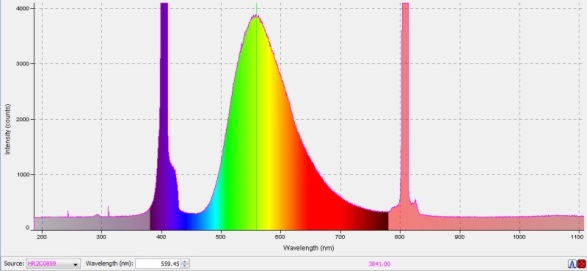 4000
3000
2000
1000
0
Intensity (counts)
200 300 400 500 600 700 800 900 1000 1100
Wavelength (nm)
Source: HR2C0859 Wavelength (nm): 559.45 3841.00